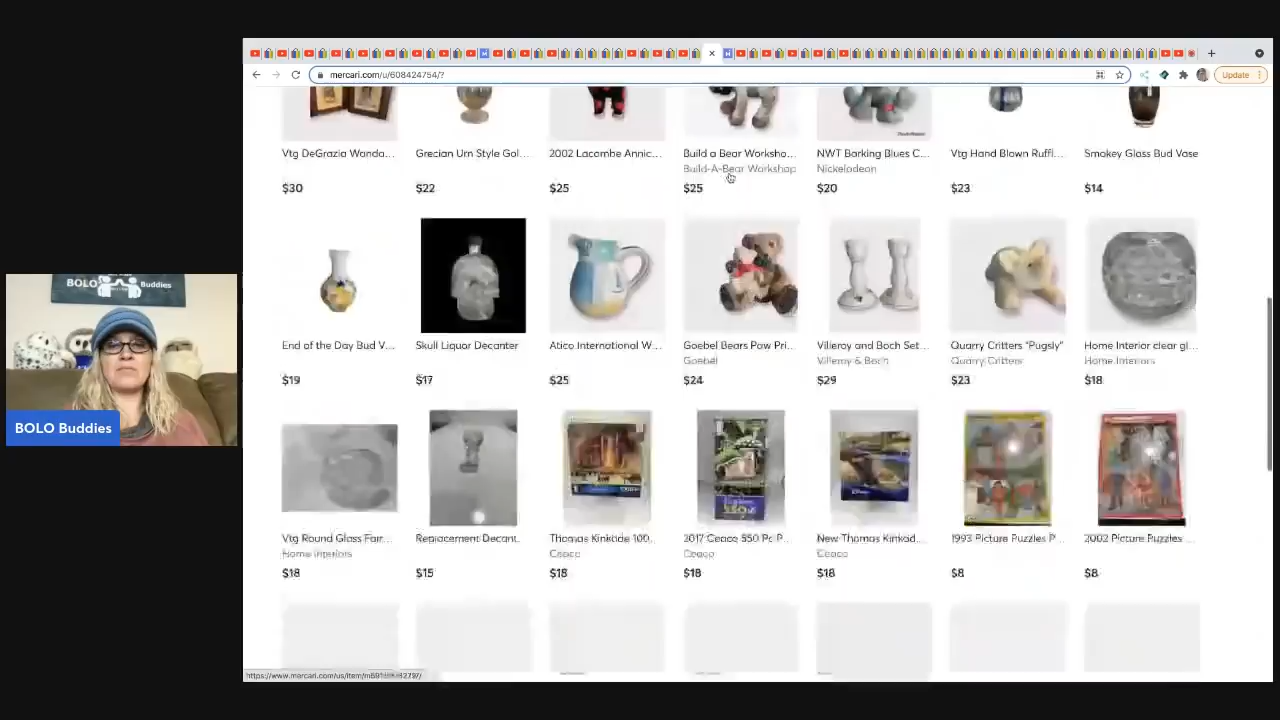 mercari.com/u/608424754/?
Update
Vtg DeGrazia Wonda... Grecian Urn Style Gol... 2002 Lacombe Annic... Build a Bear Worksho... NWT Barking Blues C... Vtg Hand Blown Ruffl... Smokey Glass Bud Vase
Build-A-Bear Workshop Nickelodeon
$30 $22 $25 $25 $20 $23 $14
BOLO Buddies
End of the Day Bud V... Skull Liquor Decanter Atico International W... Goebel Bears Paw Pri... Villeroy and Boch Set... Quarry Critters "Pugsly" Home Interior clear gl...
Goebel Villeroy & Boch Quarry Critters Home Interiors
$19 $17 $25 $24 $29 $23 $18
BOLO Buddies
Vtg Round Glass Fair... Replacement Decant... Thomas Kinkade 100... 2017 Ceaco 550 Pc P... New Thomas Kinkad... 1993 Picture Puzzles P... 2002 Picture Puzzles ...
Home Interiors Ceaco Ceaco Ceaco
$18 $15 $18 $18 $18 $8 $8